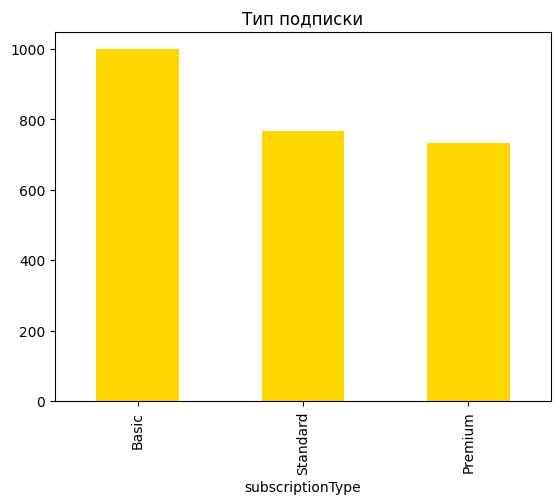 Тип подписки
1000
800
600
400
200
0
Basic
Standard
Premium
subscriptionType